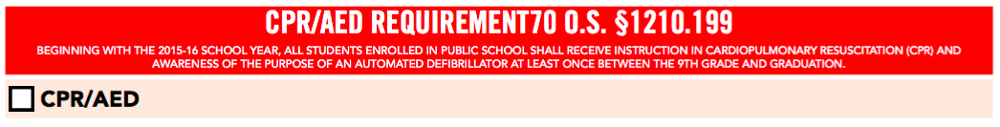 CPR/AED REQUIREMENT70 O.S. §1210.199
BEGINNING WITH THE 2015-16 SCHOOL YEAR, ALL STUDENTS ENROLLED IN PUBLIC SCHOOL SHALL RECEIVE INSTRUCTION IN CARDIOPULMONARY RESUSCITATION (CPR) AND
AWARENESS OF THE PURPOSE OF AN AUTOMATED DEFIBRILLATOR AT LEAST ONCE BETWEEN THE 9TH GRADE AND GRADUATION.
CPR/AED